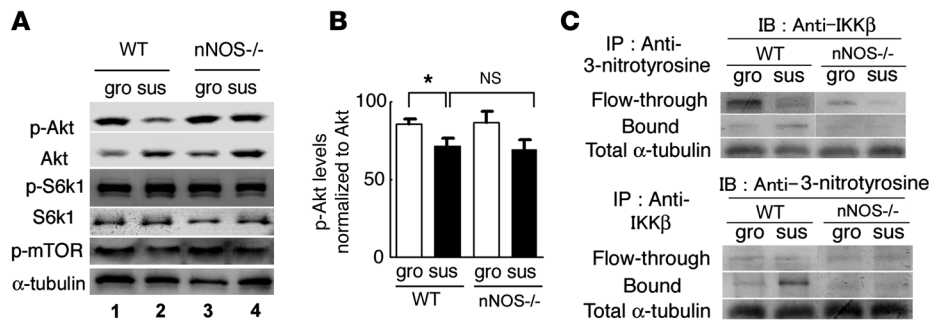 A
WT nNOS-/-
gro sus gro sus
p-Akt
Akt
p-S6k1
S6k1
p-mTOR
α-tubulin
1 2 3 4
B
* NS
100
50
0
p-Akt levels
normalized to Akt
gro sus gro sus
WT nNOS-/-
C
IB : Anti-IKKβ
IP : Anti-
3-nitrotyrosine
WT nNOS-/-
gro sus gro sus
Flow-through
Bound
Total α-tubulin
IB : Anti-3-nitrotyrosine
IP : Anti-
IKKβ
WT nNOS-/-
gro sus gro sus
Flow-through
Bound
Total α-tubulin